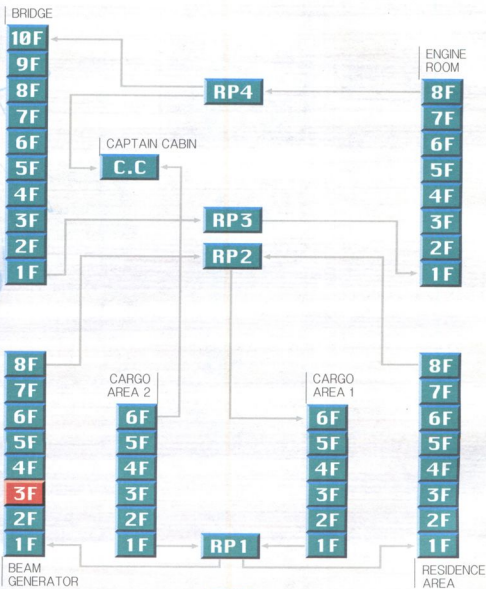 BRIDGE
10F
9F
8F
7F
6F
5F
4F
3F
2F
1F
ENGINE
ROOM
8F
7F
6F
5F
4F
3F
2F
1F
RP4
CAPTAIN CABIN
C.C
RP3
RP2
8F
7F
6F
5F
4F
3F
2F
1F
BEAM
GENERATOR
CARGO
AREA 2
6F
5F
4F
3F
2F
1F
RP1
CARGO
AREA 1
6F
5F
4F
3F
2F
1F
8F
7F
6F
5F
4F
3F
2F
1F
RESIDENCE
AREA